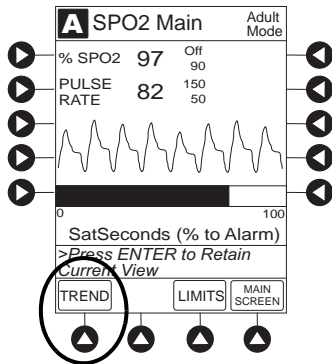 A SPO2 Main Adult
Mode
% SPO2 97 Off
90
PULSE
RATE 82 150
50
0 100
SatSeconds (% to Alarm)
>Press ENTER to Retain
Current View
TREND LIMITS MAIN
SCREEN